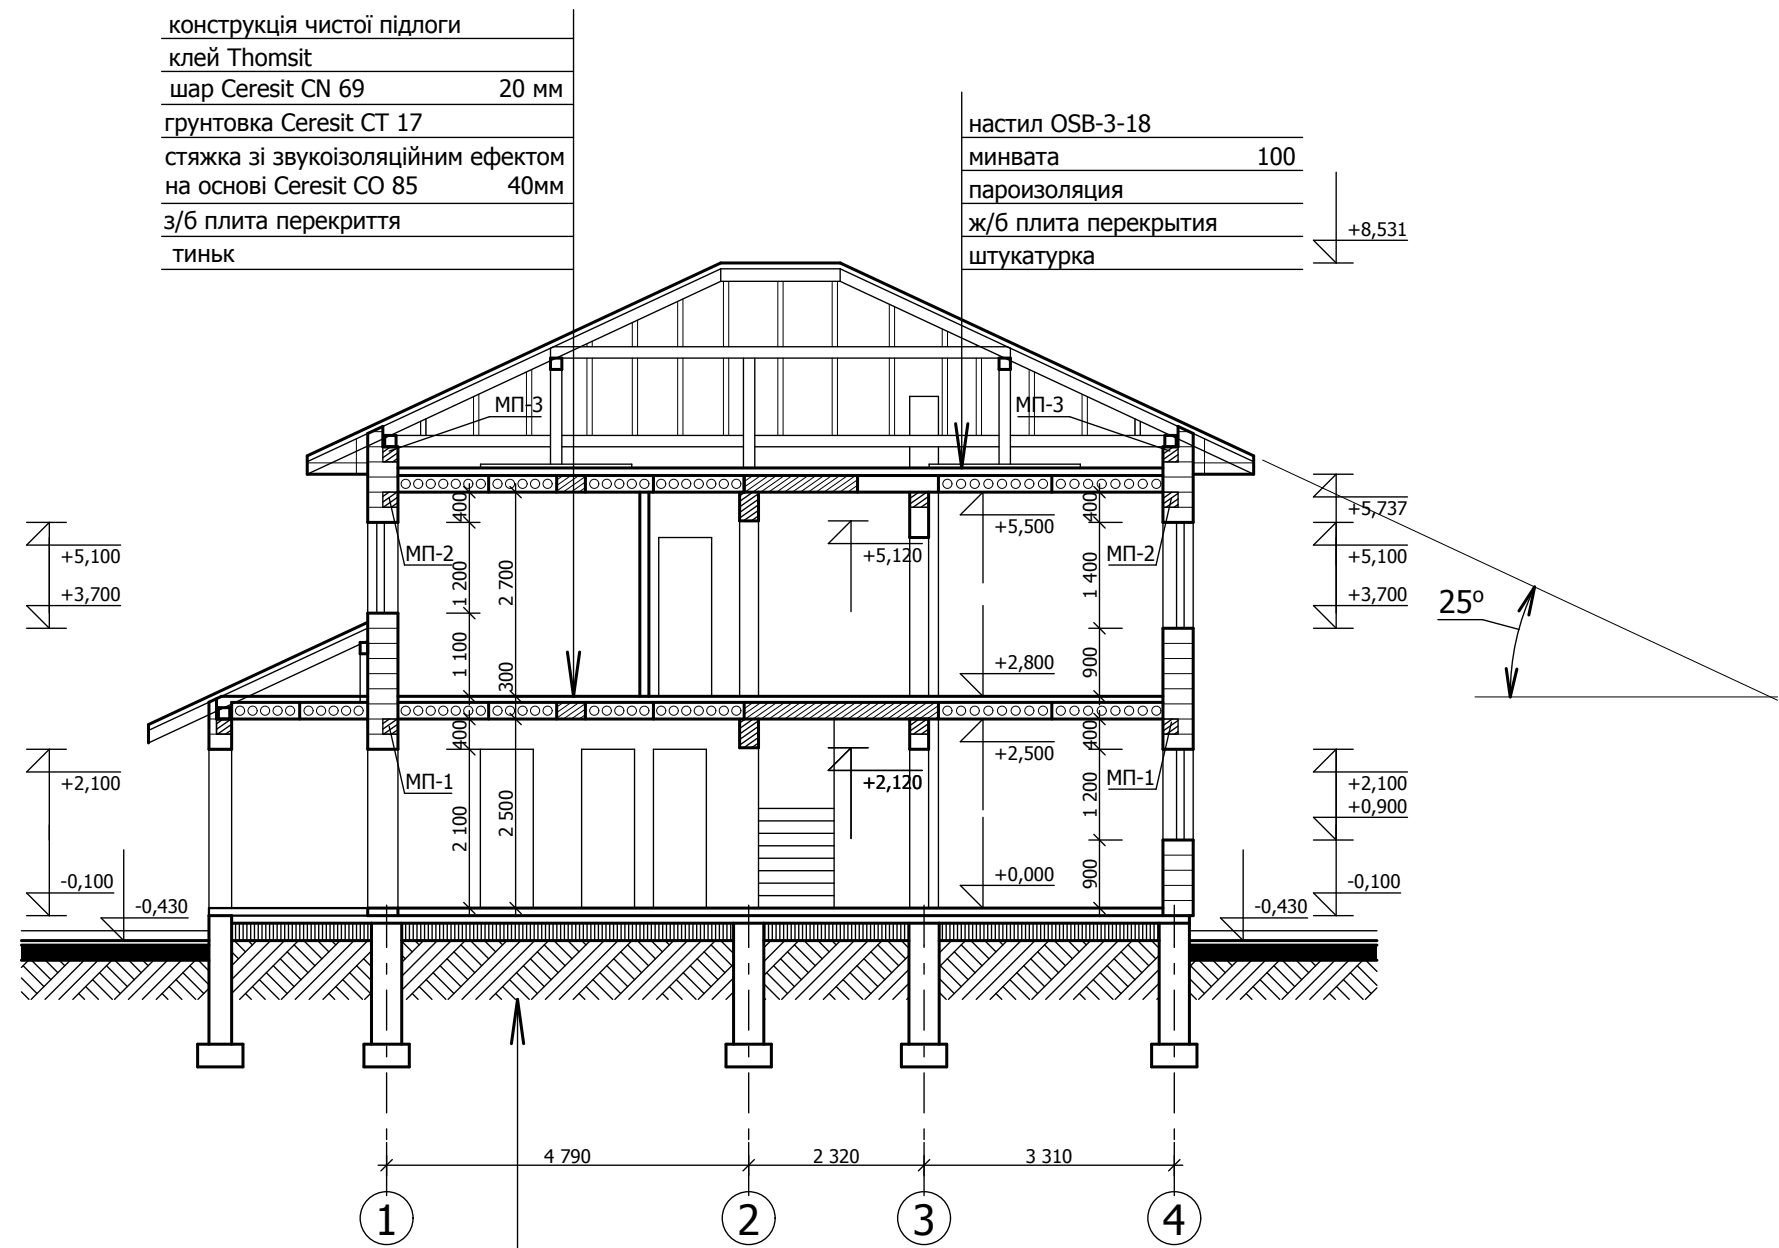 конструкція чистої підлоги
клей Thomsit
шар Ceresit CN 69 20 мм
грунтовка Ceresit CT 17
стяжка зі звукоізоляційним ефектом
на основі Ceresit CO 85 40мм
з/б плита перекриття
тиньк
настил OSB-3-18
минвата 100
пароизоляция
ж/б плита перекрытия
штукатурка
+8,531
МП-3
МП-3
400
+5,500
400
+5,737
+5,100
МП-2
+5,120
МП-2
+5,100
+3,700
1 200
2 700
1 400
+3,700
25º
1 100
300
+2,800
900
400
+2,500
400
+2,100
МП-1
+2,120
МП-1
+2,100
1 200
+0,900
2 100
2 500
-0,100
+0,000
900
-0,100
-0,430
-0,430
4 790
2 320
3 310
1
2
3
4